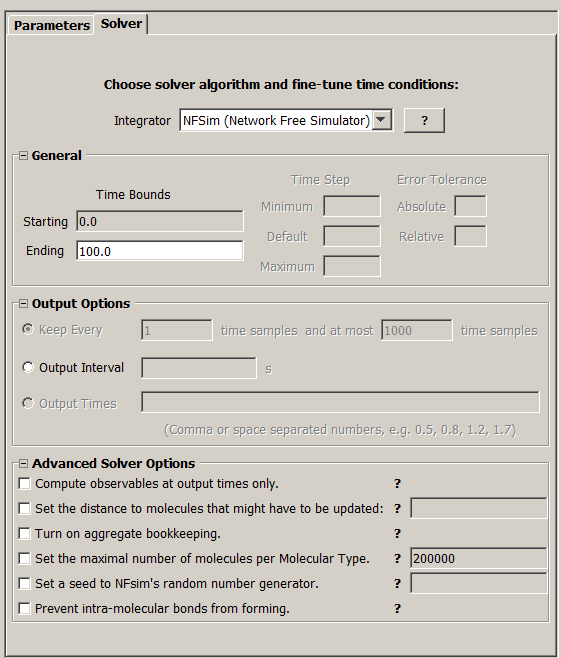 Parameters Solver
Choose solver algorithm and fine-tune time conditions:
Integrator NFSim (Network Free Simulator) ?
General
Time Bounds
Starting 0.0
Ending 100.0
Time Step
Minimum
Default
Maximum
Error Tolerance
Absolute
Relative
Output Options
Keep Every 1 time samples and at most 1000 time samples
Output Interval s
Output Times
(Comma or space separated numbers, e.g. 0.5, 0.8, 1.2, 1.7)
Advanced Solver Options
Compute observables at output times only. ?
Set the distance to molecules that might have to be updated: ?
Turn on aggregate bookkeeping. ?
Set the maximal number of molecules per Molecular Type. ? 200000
Set a seed to NFsim's random number generator. ?
Prevent intra-molecular bonds from forming. ?